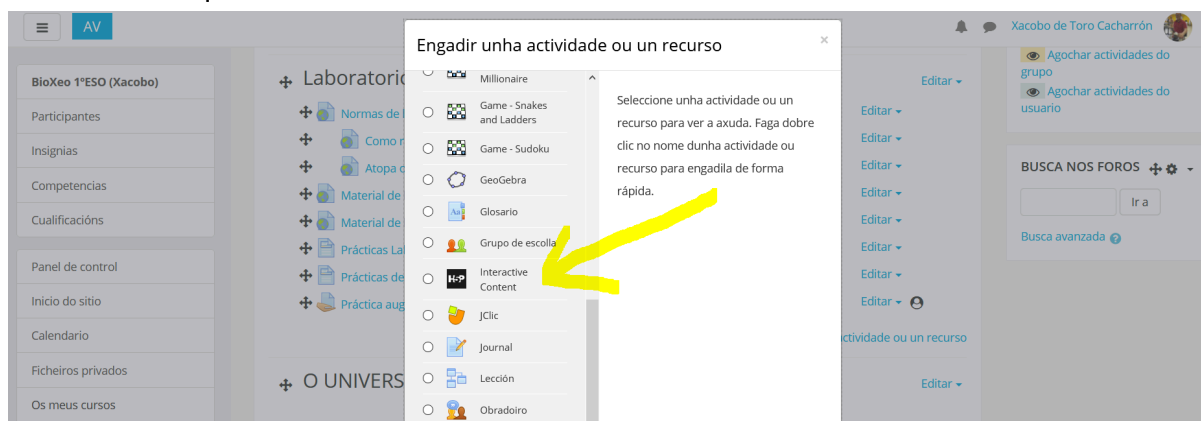 AV
Xacobo de Toro Cacharrón
BioXeo 1ºESO (Xacobo)
Participantes
Insignias
Competencias
Cualificacións
Panel de control
Inicio do sitio
Calendario
Ficheiros privados
Os meus cursos
Laboratorio
Editar
Normas de l
Editar
Como r
Editar
Atopa o
Editar
Material de
Editar
Material de
Editar
Prácticas La
Editar
Prácticas de
Editar
Práctica aug
Editar
actividade ou un recurso
O UNIVERS
Editar
Engadir unha actividade ou un recurso
×
Millionaire
Game - Snakes
and Ladders
Game - Sudoku
GeoGebra
Glosario
Grupo de escolla
H-P
Interactive
Content
JClic
Journal
Lección
Obradoiro
Seleccione unha actividade ou un
recurso para ver a axuda. Faga dobre
clic no nome dunha actividade ou
recurso para engadila de forma
rápida.
Agochar actividades do
grupo
Agochar actividades do
usuario
BUSCA NOS FOROS
Ir a
Busca avanzada